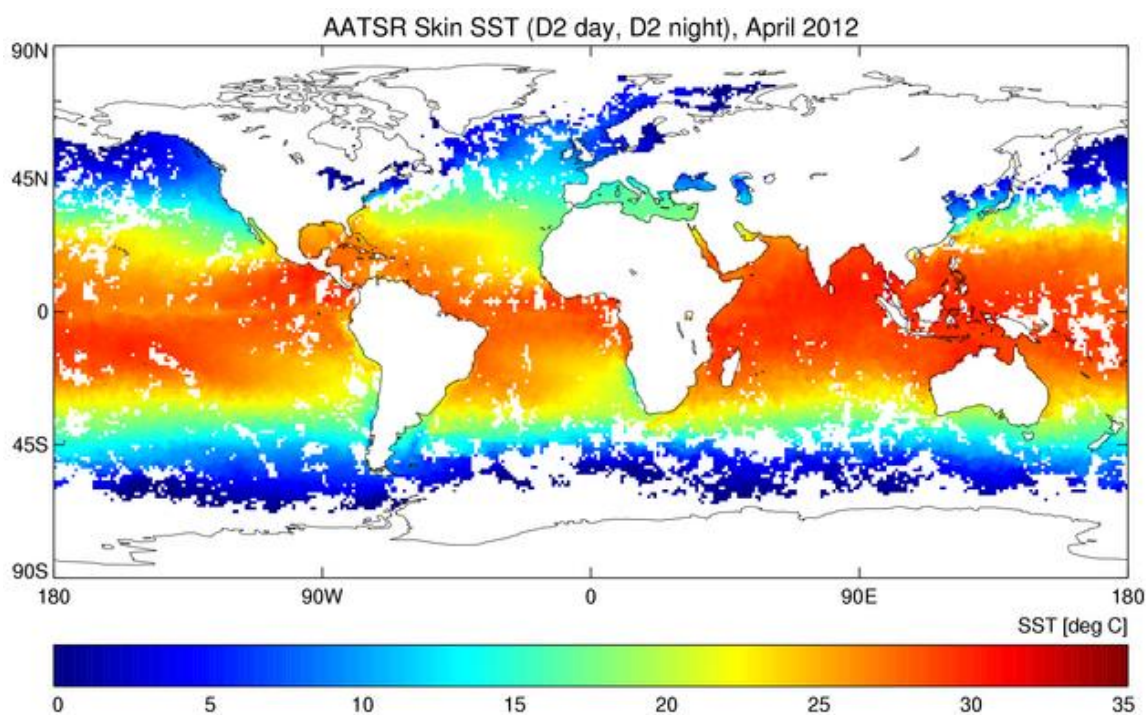 AATSR Skin SST (D2 day, D2 night), April 2012
90N
45N
0
45S
90S
180 90W 0 90E 180
SST [deg C]
0 5 10 15 20 25 30 35